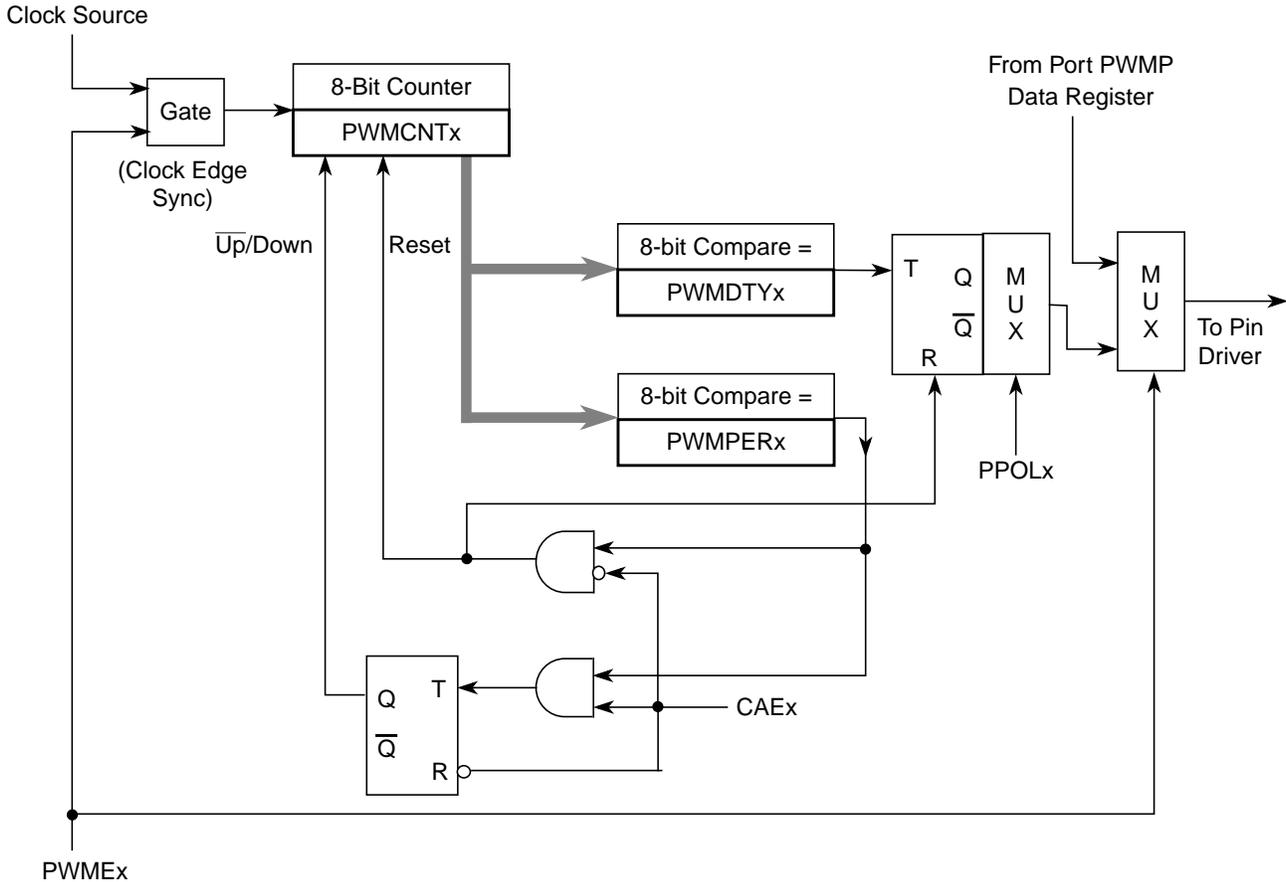 Clock Source
Gate
(Clock Edge
Sync)
8-Bit Counter
PWMCNTx
From Port PWMP
Data Register
U̅p̅/Down
Reset
8-bit Compare =
PWMDTYx
T
Q
Q̅
R
M
U
X
M
U
X
To Pin
Driver
8-bit Compare =
PWMPERx
PPOLx
Q
T
Q̅
R
CAEx
PWMEx